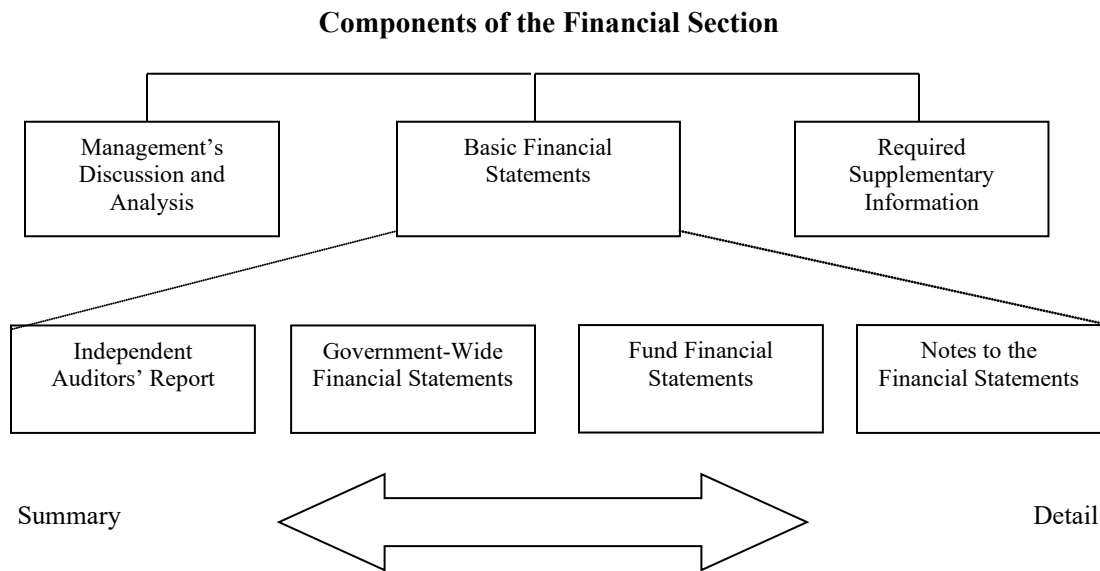 Components of the Financial Section
Management’s
Discussion and
Analysis
Basic Financial
Statements
Required
Supplementary
Information
Independent
Auditors’ Report
Government-Wide
Financial Statements
Fund Financial
Statements
Notes to the
Financial Statements
Summary
Detail